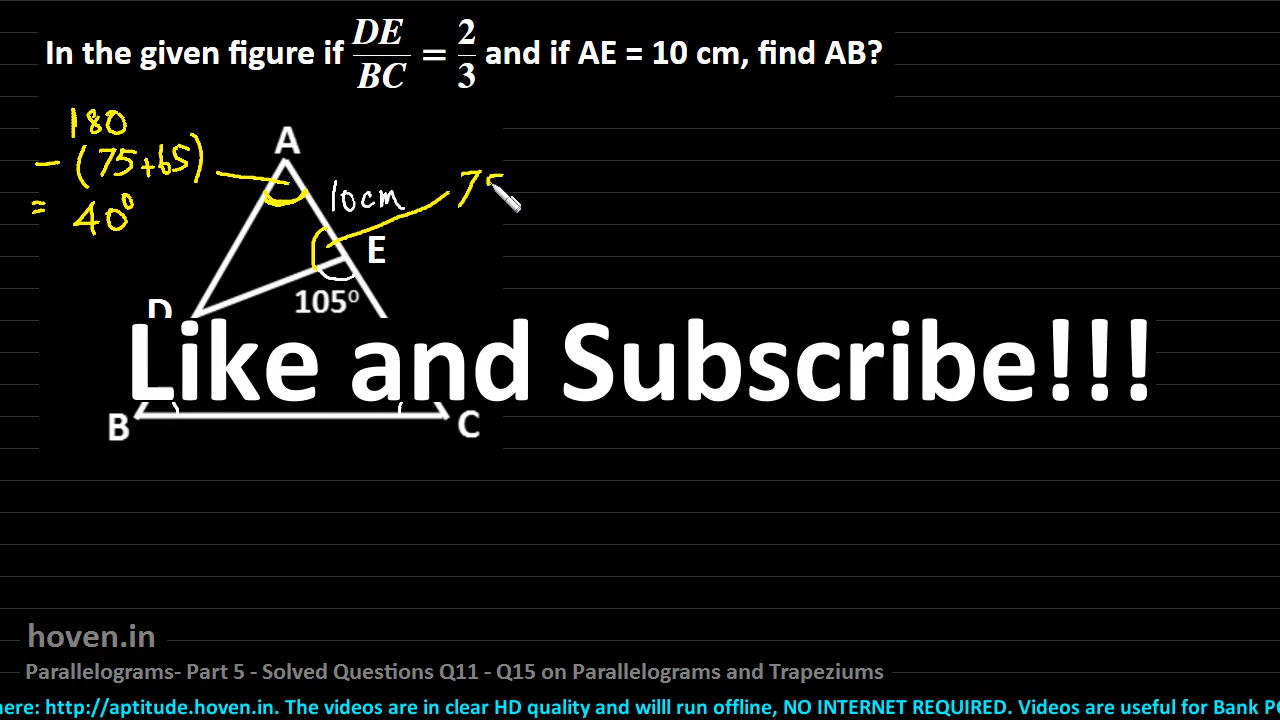 In the given figure if DE/BC = 2/3 and if AE = 10 cm, find AB?
180
– (75+65)
= 40⁰
A
10cm
75
E
105⁰
D
Like and Subscribe!!!
B
C
hoven.in
Parallelograms- Part 5 - Solved Questions Q11 - Q15 on Parallelograms and Trapeziums
here: http://aptitude.hoven.in. The videos are in clear HD quality and willl run offline, NO INTERNET REQUIRED. Videos are useful for Bank PO